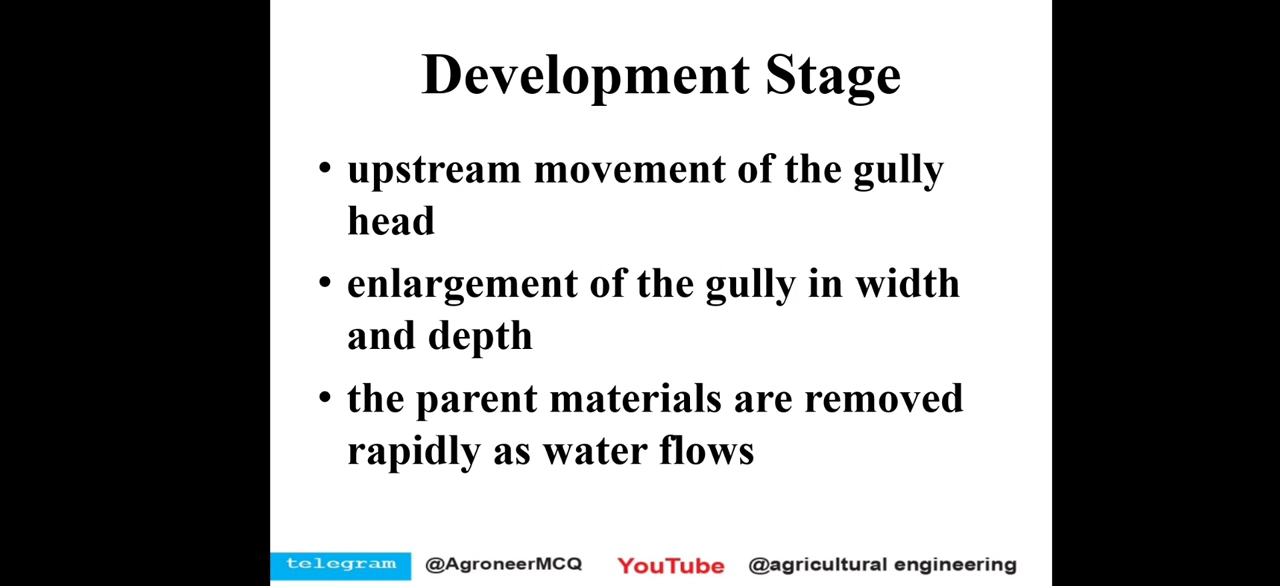 Development Stage
• upstream movement of the gully
head
• enlargement of the gully in width
and depth
• the parent materials are removed
rapidly as water flows
telegram @AgroneerMCQ YouTube @agricultural engineering